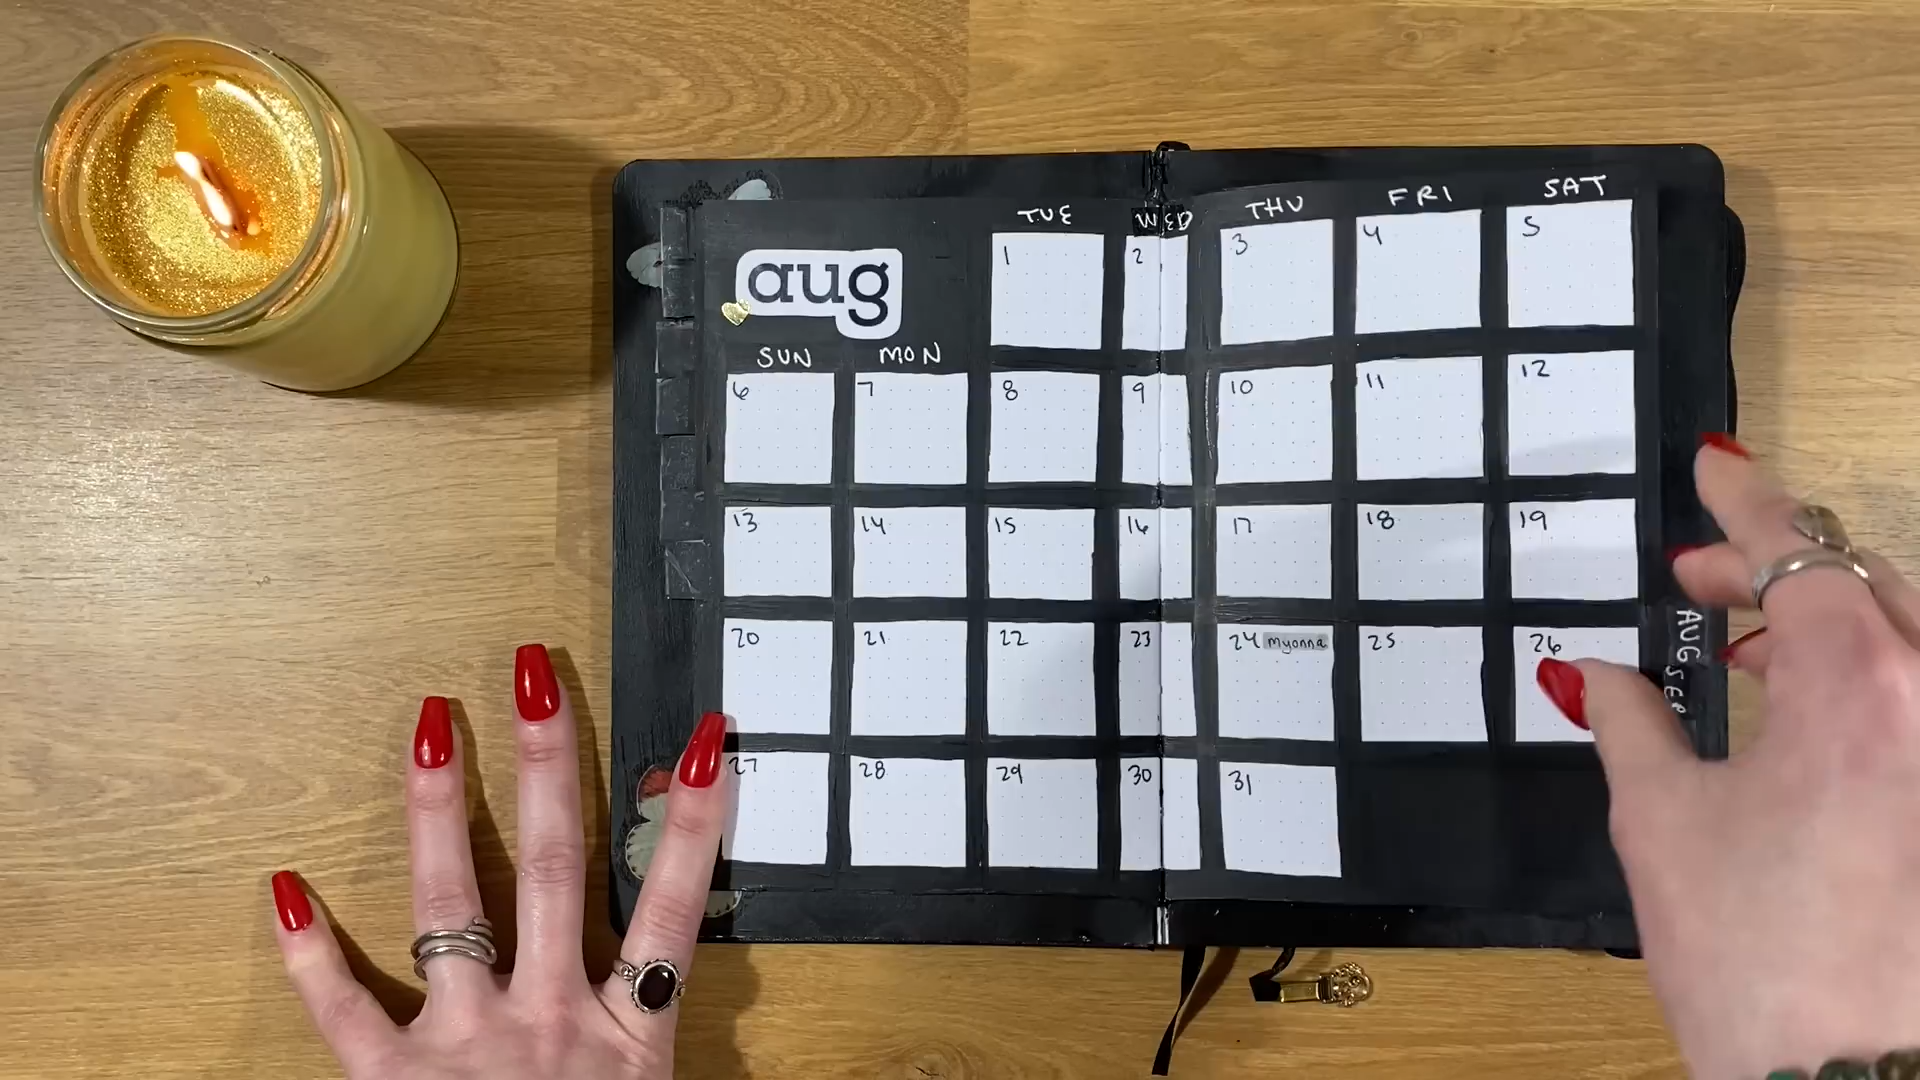 TUE WED THU FRI SAT
aug
1 2 3 4 5
SUN MON
6 7 8 9 10 11 12
13 14 15 16 17 18 19
20 21 22 23 24 Myonna 25 26
27 28 29 30 31
AUG
SEP